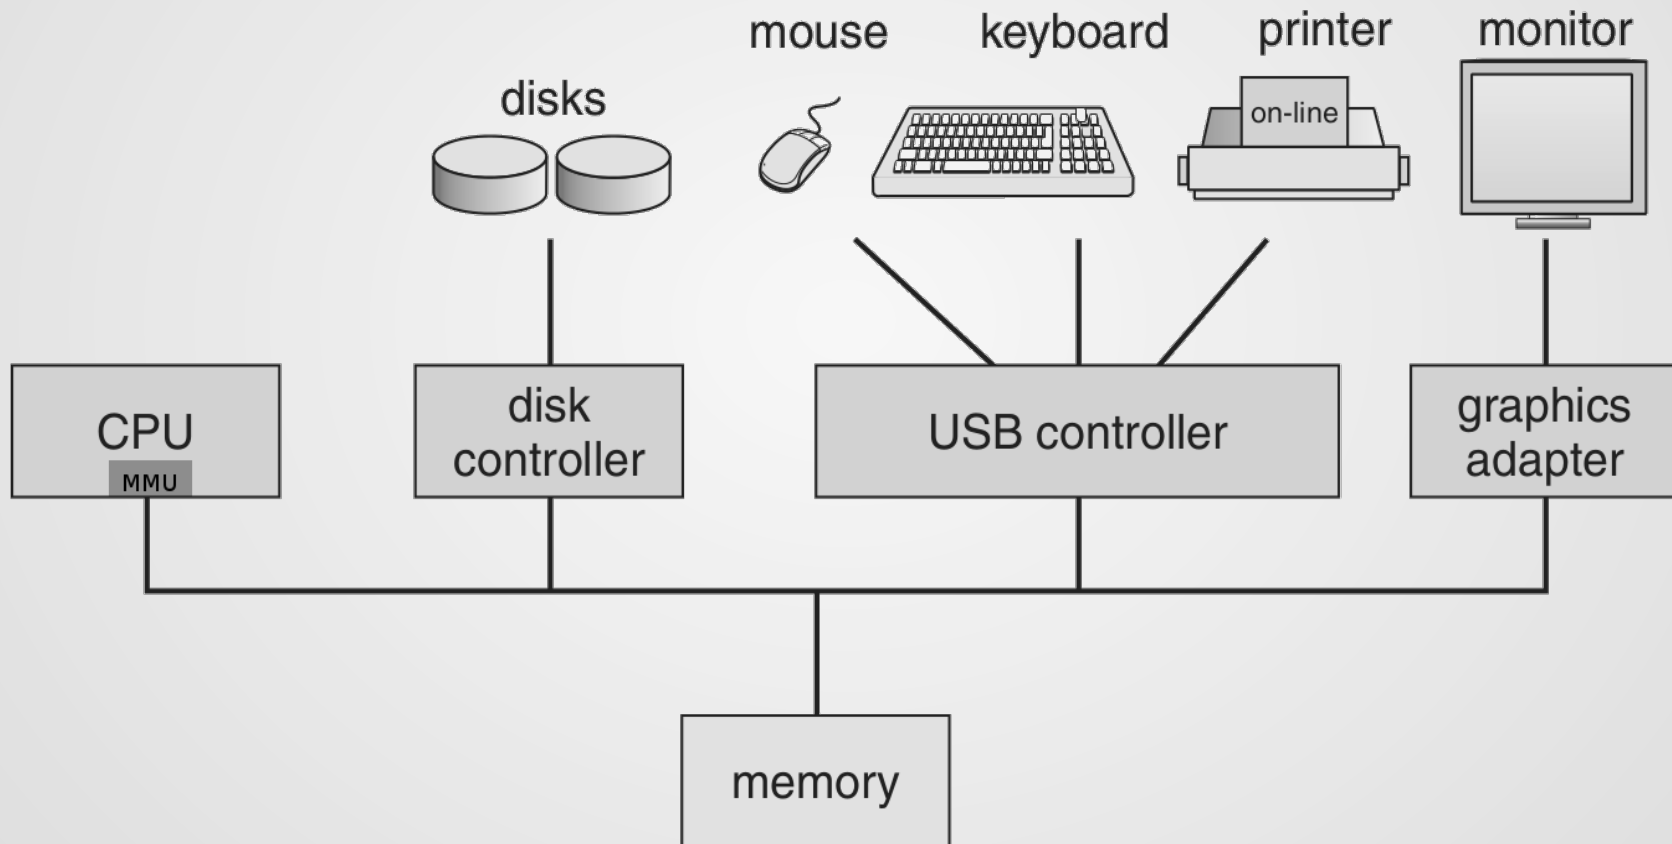 mouse
keyboard
printer
monitor
disks
on-line
CPU
MMU
disk
controller
USB controller
graphics
adapter
memory